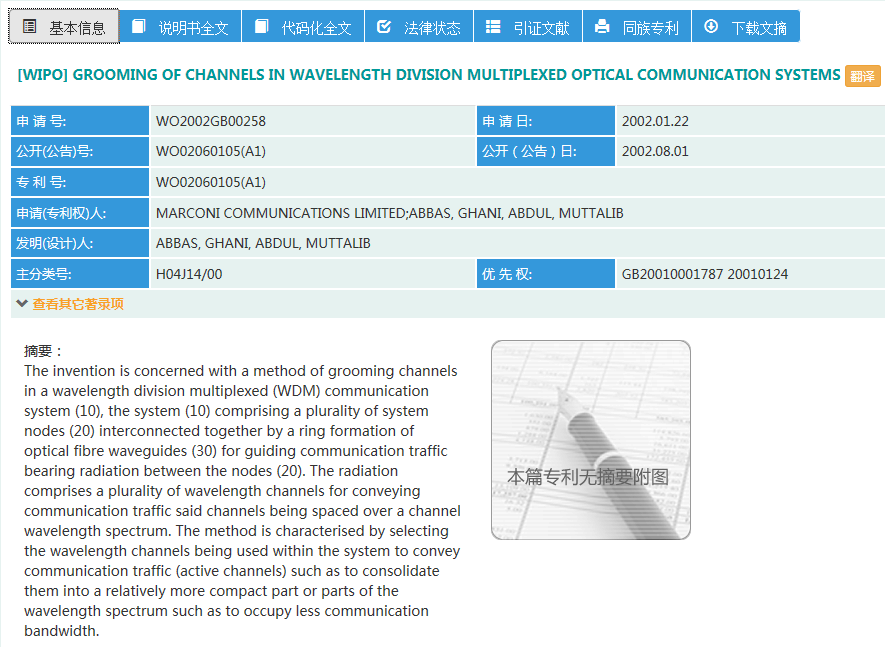 基本信息 说明书全文 代码化全文 法律状态 引证文献 同族专利 下载文摘
[WIPO] GROOMING OF CHANNELS IN WAVELENGTH DIVISION MULTIPLEXED OPTICAL COMMUNICATION SYSTEMS 翻译
申 请 号: WO2002GB00258 申 请 日: 2002.01.22
公开(公告)号: WO02060105(A1) 公开（公告）日: 2002.08.01
专 利 号: WO02060105(A1)
申请(专利权)人: MARCONI COMMUNICATIONS LIMITED;ABBAS, GHANI, ABDUL, MUTTALIB
发明(设计)人: ABBAS, GHANI, ABDUL, MUTTALIB
主分类号: H04J14/00 优 先 权: GB20010001787 20010124
查看其它著录项
摘要：
The invention is concerned with a method of grooming channels
in a wavelength division multiplexed (WDM) communication
system (10), the system (10) comprising a plurality of system
nodes (20) interconnected together by a ring formation of
optical fibre waveguides (30) for guiding communication traffic
bearing radiation between the nodes (20). The radiation
comprises a plurality of wavelength channels for conveying
communication traffic said channels being spaced over a channel
wavelength spectrum. The method is characterised by selecting
the wavelength channels being used within the system to convey
communication traffic (active channels) such as to consolidate
them into a relatively more compact part or parts of the
wavelength spectrum such as to occupy less communication
bandwidth.
本篇专利无摘要附图